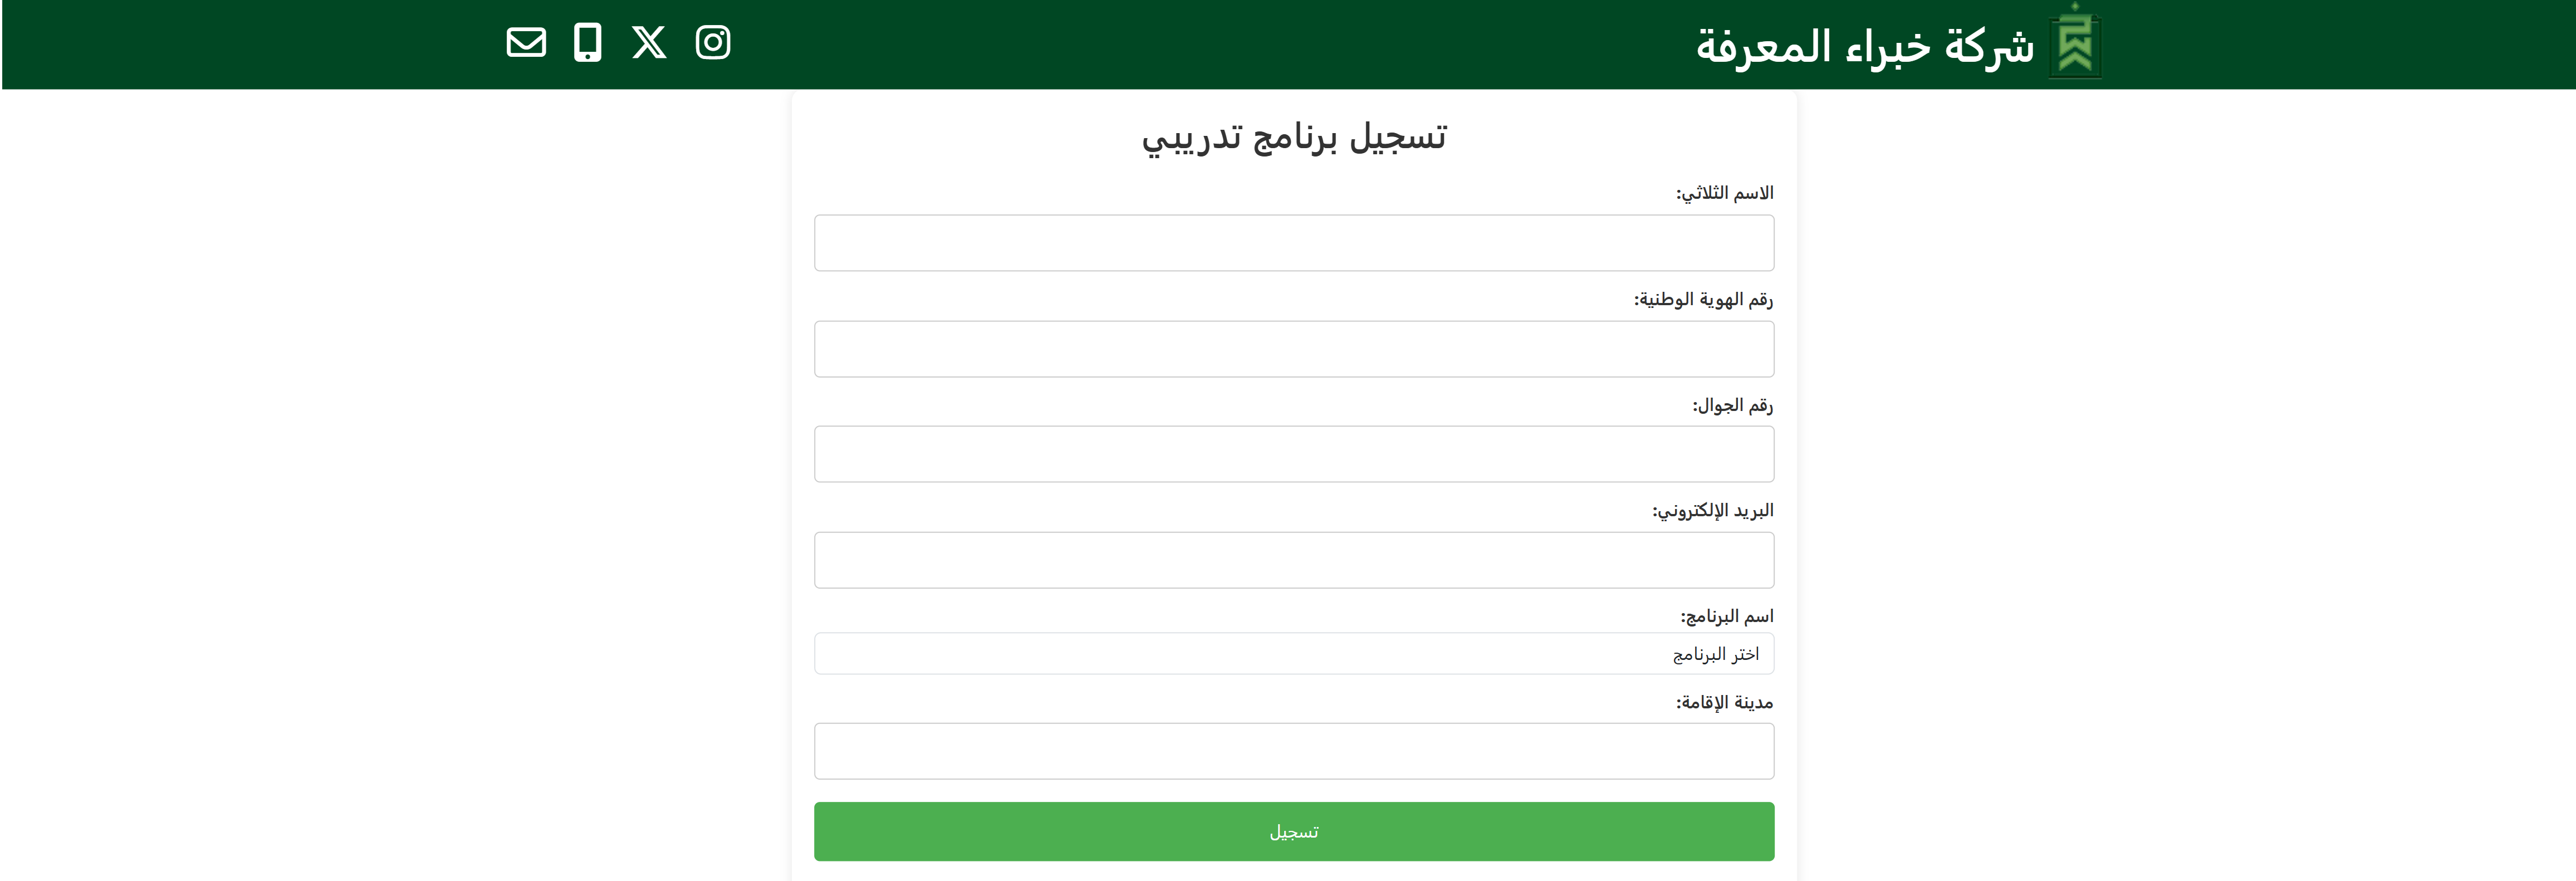 شركة خبراء المعرفة
تسجيل برنامج تدريبي
الاسم الثلاثي:
رقم الهوية الوطنية:
رقم الجوال:
البريد الإلكتروني:
اسم البرنامج:
اختر البرنامج
مدينة الإقامة:
تسجيل